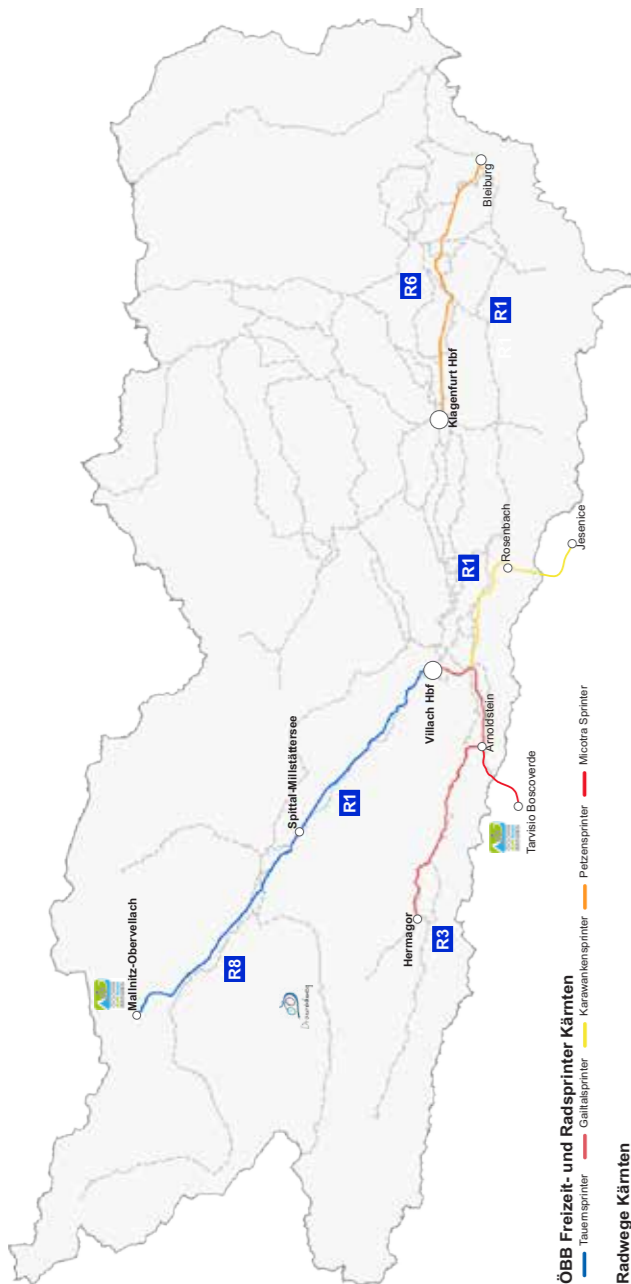 Mallnitz-Obervellach
R8
Spittal-Millstättersee
R1
Hermagor
R3
Villach Hbf
Arnoldstein
Tarvisio Boscoverde
R1
Rosenbach
Jesenice
Klagenfurt Hbf
R6
R1
R1
Bleiburg
ÖBB Freizeit- und Radsprinter Kärnten
Tauernsprinter Gailtalsprinter Karawankensprinter Petzensprinter Micotra Sprinter
Radwege Kärnten